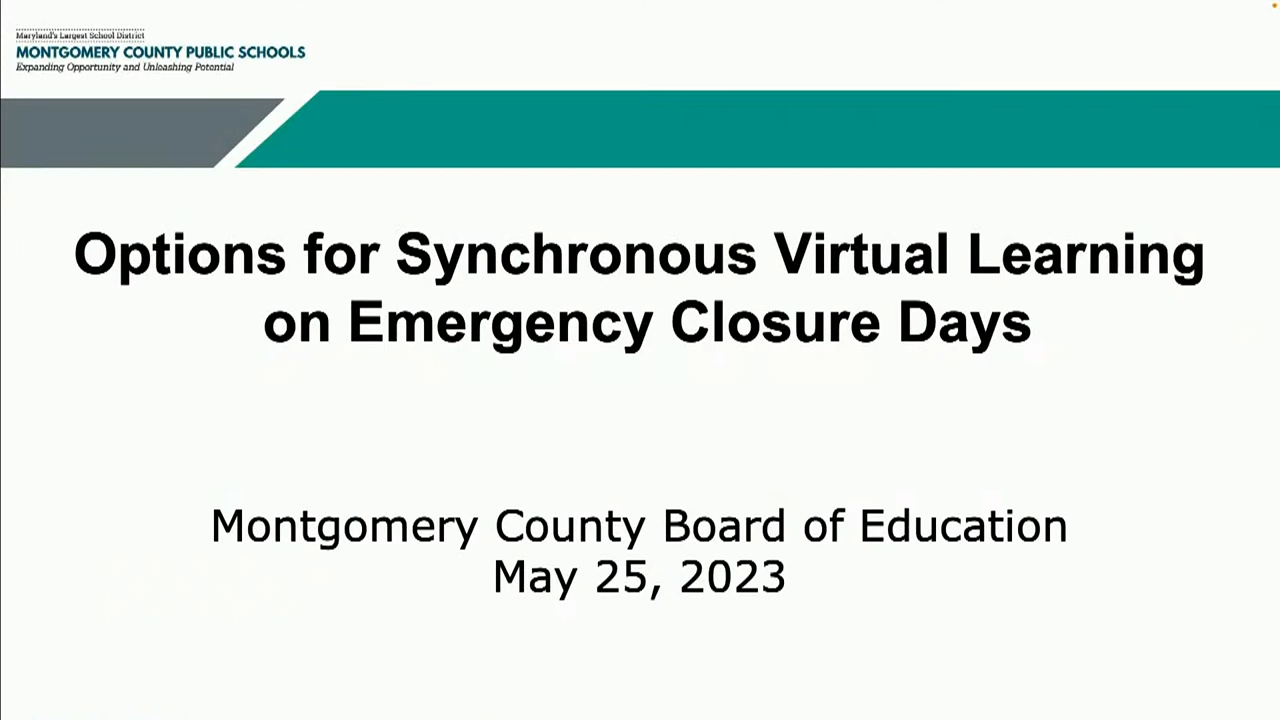 Maryland's Largest School District
MONTGOMERY COUNTY PUBLIC SCHOOLS
Expanding Opportunity and Unleashing Potential
Options for Synchronous Virtual Learning
on Emergency Closure Days
Montgomery County Board of Education
May 25, 2023